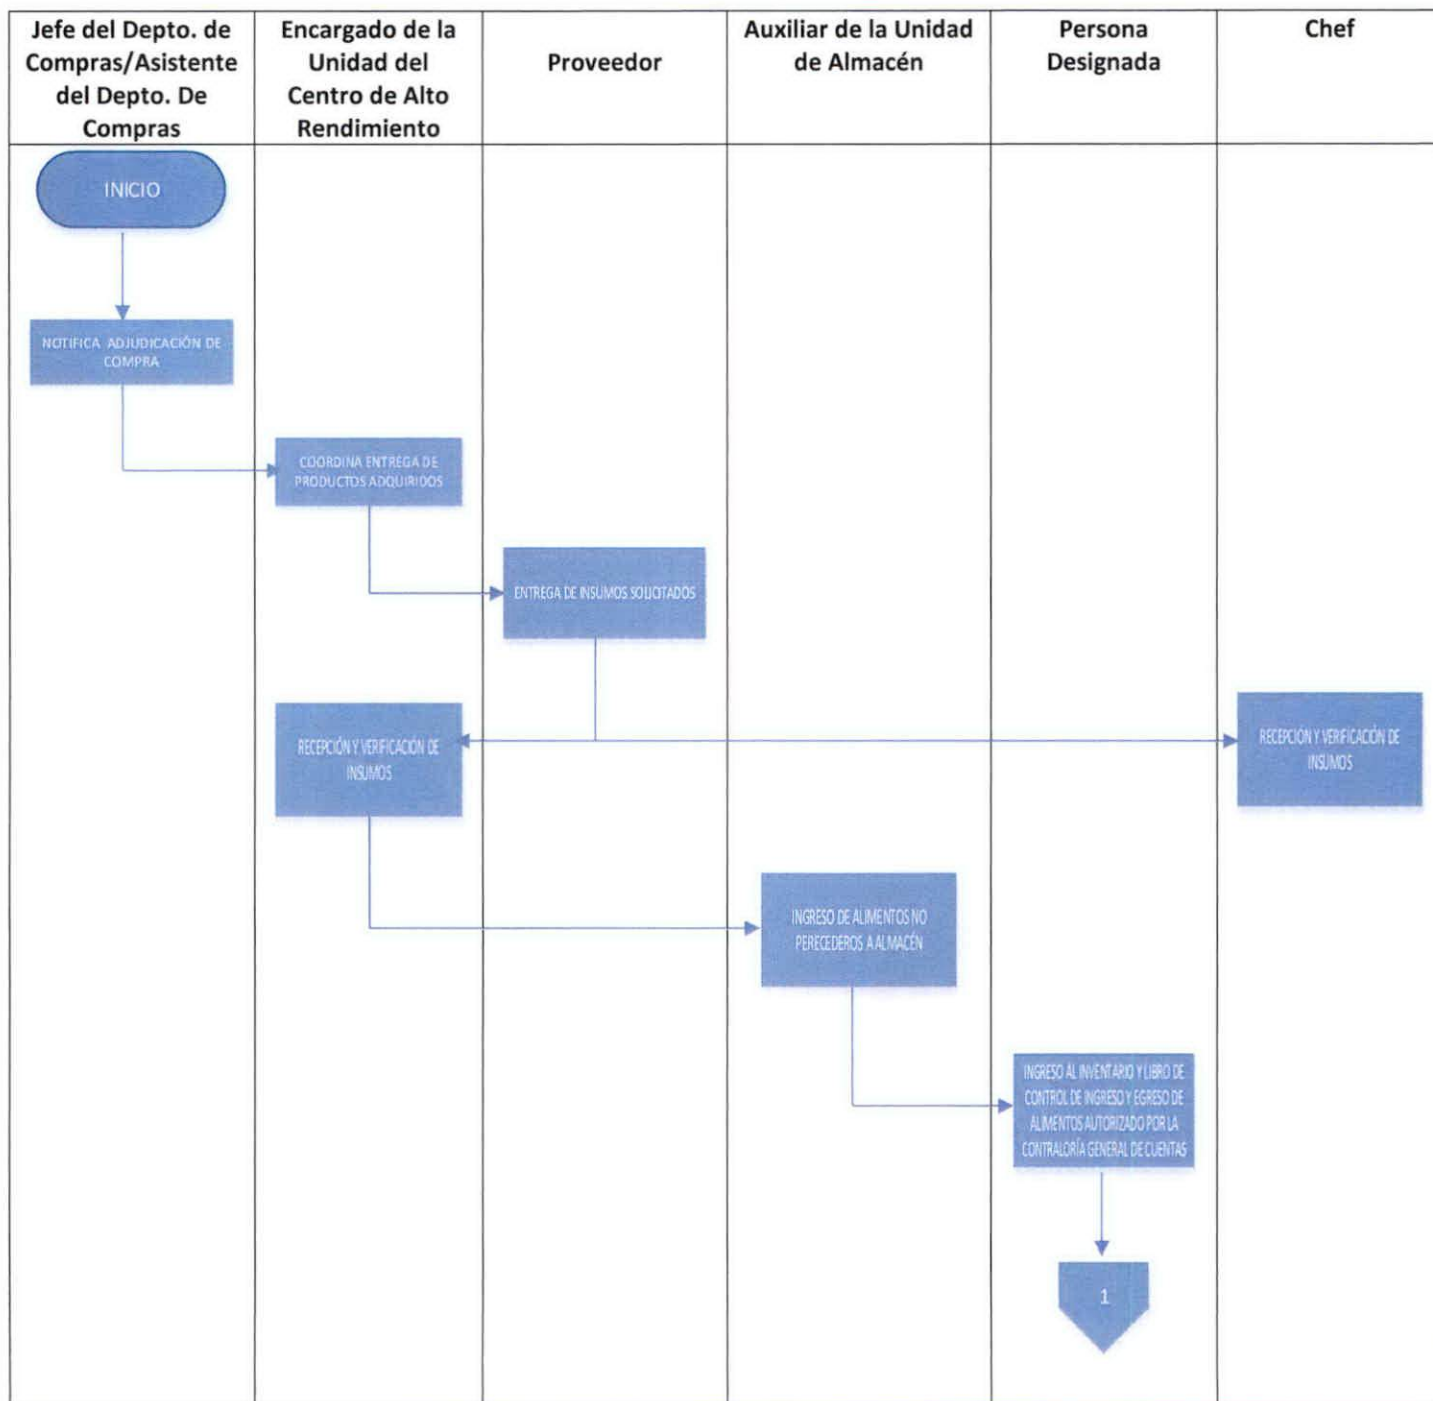 Jefe del Depto. de
Compras/Asistente
del Depto. De
Compras
Encargado de la
Unidad del
Centro de Alto
Rendimiento
Proveedor
Auxiliar de la Unidad
de Almacén
Persona
Designada
Chef
INICIO
NOTIFICA ADJUDICACIÓN DE
COMPRA
COORDINA ENTREGA DE
PRODUCTOS ADQUIRIDOS
ENTREGA DE INSUMOS SOLICITADOS
RECEPCIÓN Y VERIFICACIÓN DE
INSUMOS
RECEPCIÓN Y VERIFICACIÓN DE
INSUMOS
INGRESO DE ALIMENTOS NO
PERECEDEROS A ALMACÉN
INGRESO AL INVENTARIO Y LIBRO DE
CONTROL DE INGRESO Y EGRESO DE
ALIMENTOS AUTORIZADO POR LA
CONTRALORÍA GENERAL DE CUENTAS
1